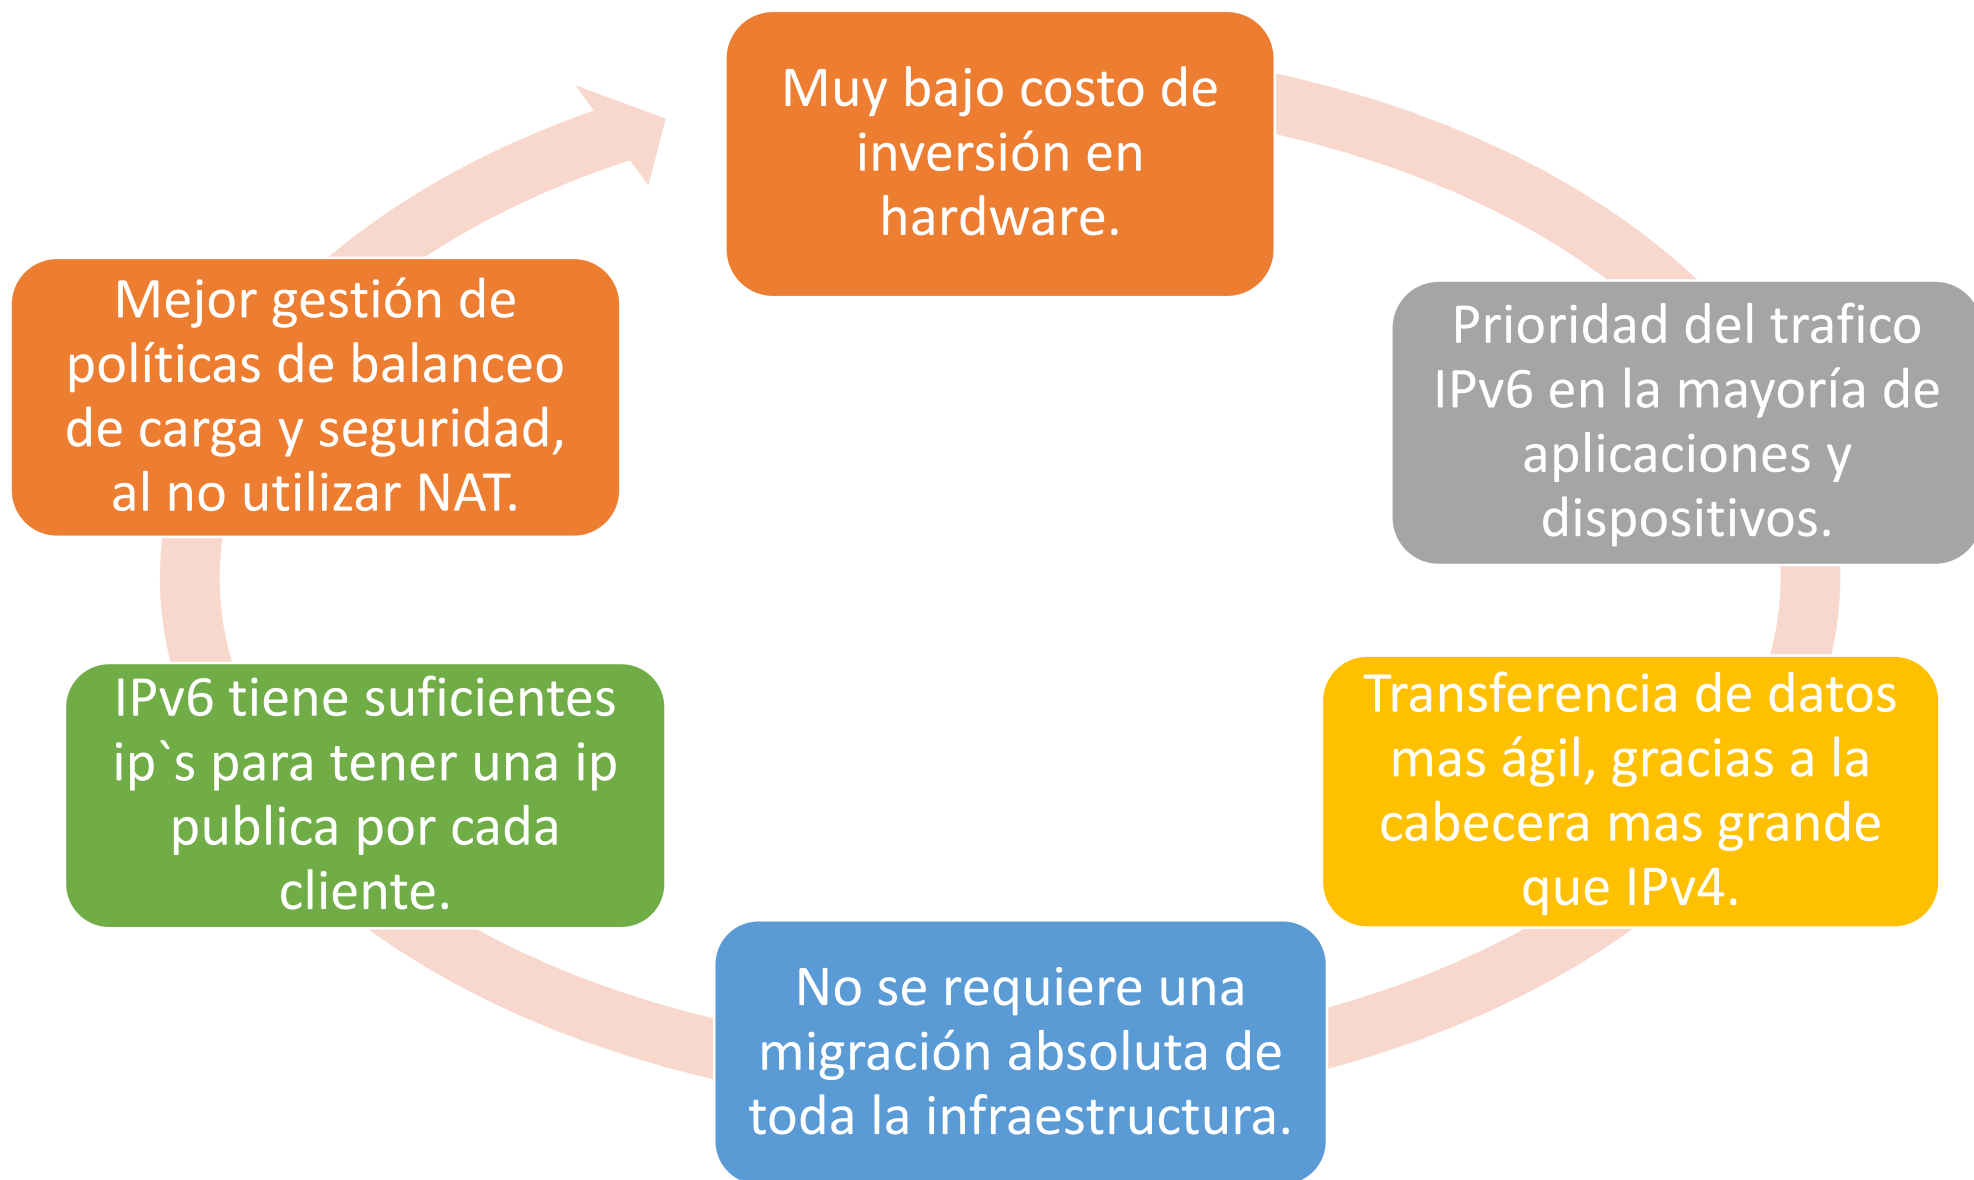 Muy bajo costo de
inversión en
hardware.
Prioridad del trafico
IPv6 en la mayoría de
aplicaciones y
dispositivos.
Transferencia de datos
mas ágil, gracias a la
cabecera mas grande
que IPv4.
No se requiere una
migración absoluta de
toda la infraestructura.
IPv6 tiene suficientes
ip`s para tener una ip
publica por cada
cliente.
Mejor gestión de
políticas de balanceo
de carga y seguridad,
al no utilizar NAT.